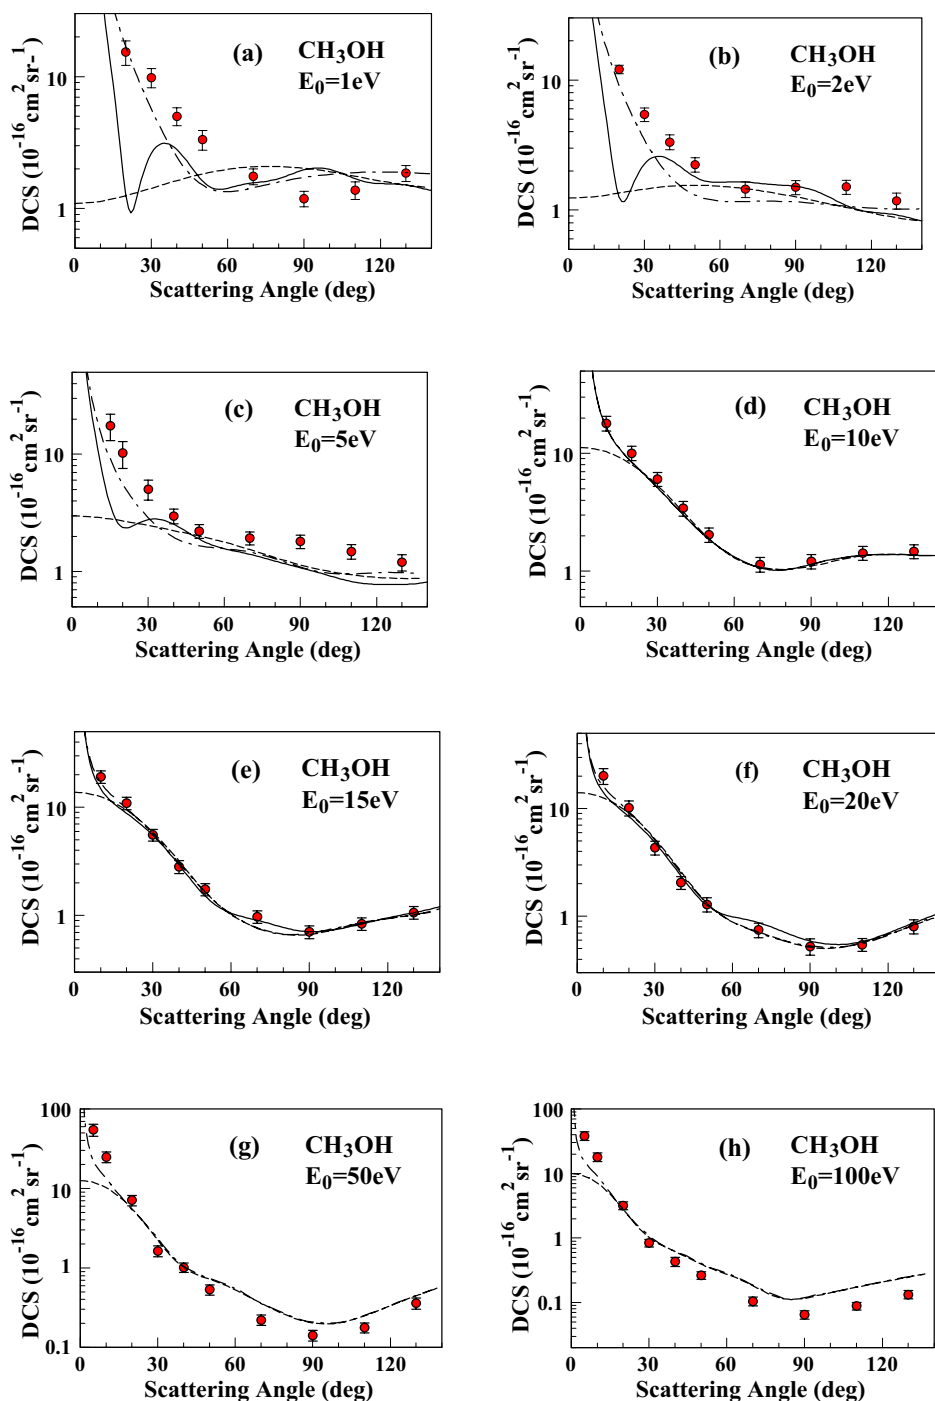 (a) CH3OH
E0=1eV
DCS (10-16 cm2 sr-1)
10
1
0 30 60 90 120
Scattering Angle (deg)
(b) CH3OH
E0=2eV
DCS (10-16 cm2 sr-1)
10
1
0 30 60 90 120
Scattering Angle (deg)
(c) CH3OH
E0=5eV
DCS (10-16 cm2 sr-1)
10
1
0 30 60 90 120
Scattering Angle (deg)
(d) CH3OH
E0=10eV
DCS (10-16 cm2 sr-1)
10
1
0 30 60 90 120
Scattering Angle (deg)
(e) CH3OH
E0=15eV
DCS (10-16 cm2 sr-1)
10
1
0 30 60 90 120
Scattering Angle (deg)
(f) CH3OH
E0=20eV
DCS (10-16 cm2 sr-1)
10
1
0 30 60 90 120
Scattering Angle (deg)
(g) CH3OH
E0=50eV
DCS (10-16 cm2 sr-1)
100
10
1
0.1
0 30 60 90 120
Scattering Angle (deg)
(h) CH3OH
E0=100eV
DCS (10-16 cm2 sr-1)
100
10
1
0.1
0 30 60 90 120
Scattering Angle (deg)